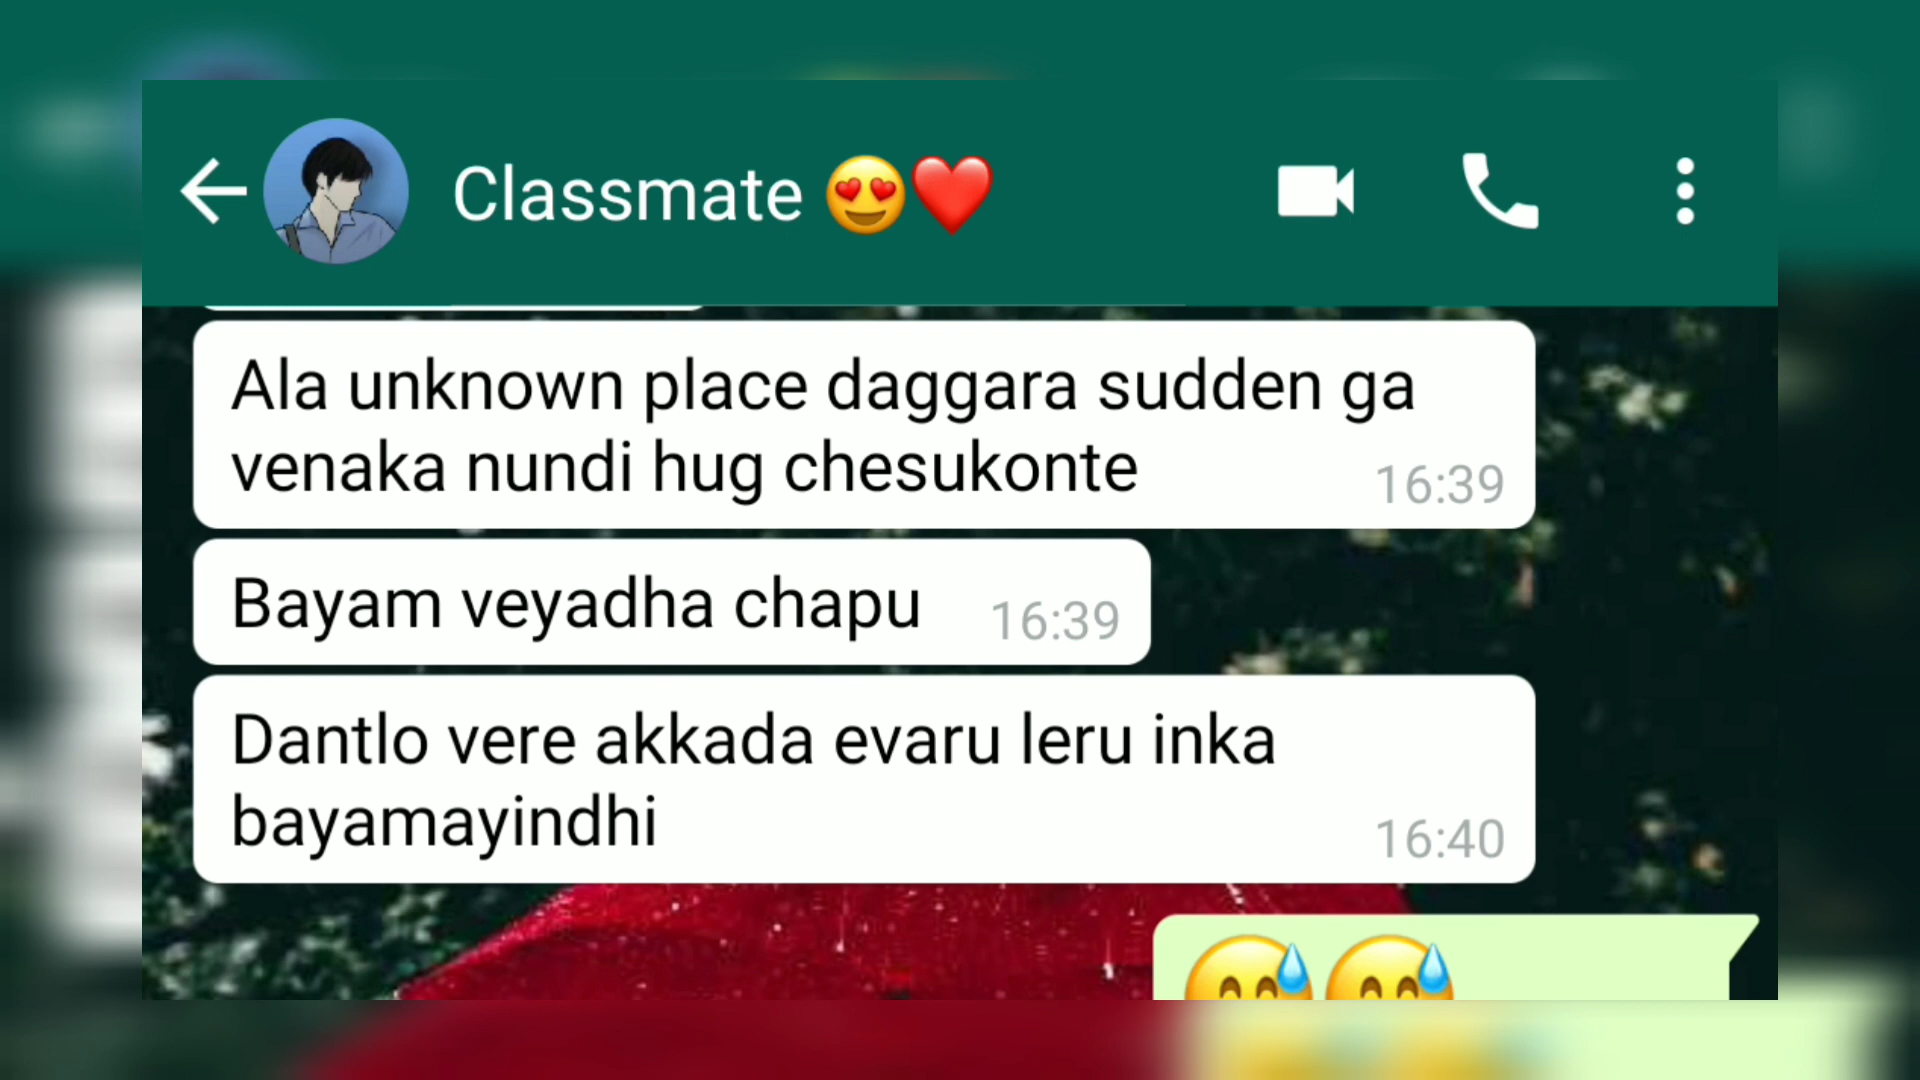 Classmate 😍❤️
Ala unknown place daggara sudden ga
venaka nundi hug chesukonte
16:39
Bayam veyadha chapu
16:39
Dantlo vere akkada evaru leru inka
bayamayindhi
16:40
😅😅